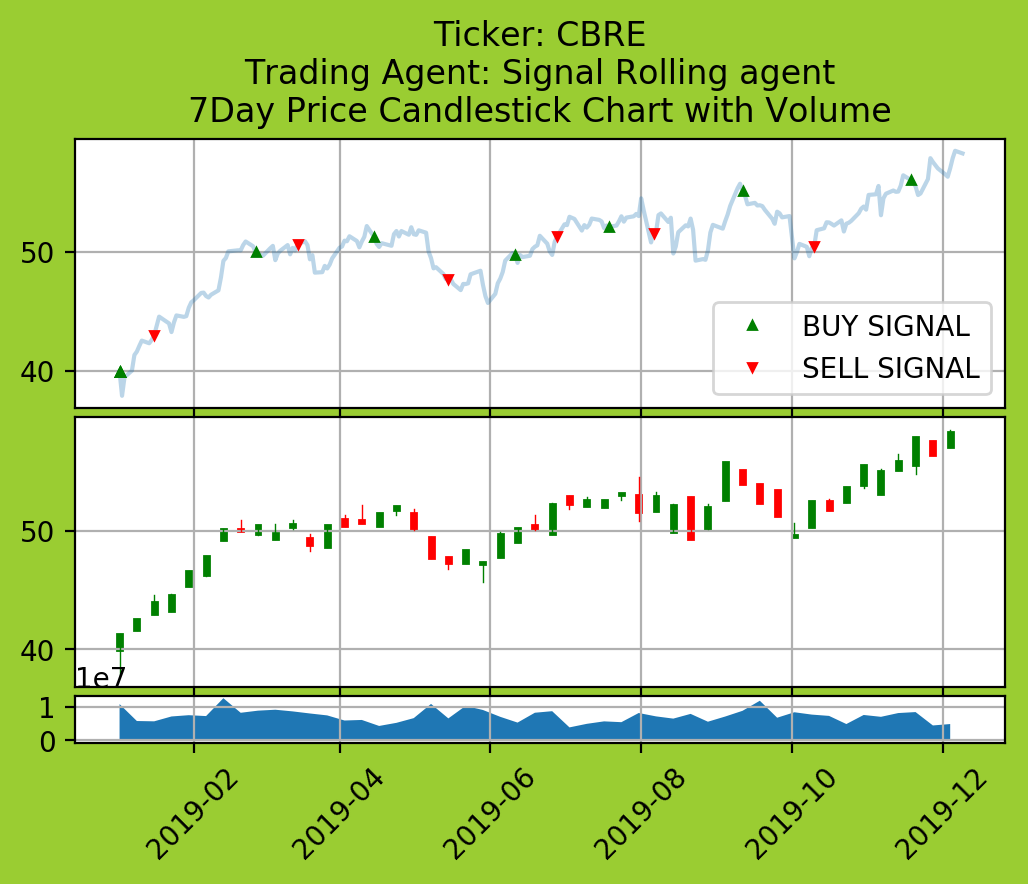 Ticker: CBRE
Trading Agent: Signal Rolling agent
7Day Price Candlestick Chart with Volume
50
40
BUY SIGNAL
SELL SIGNAL
50
40
1e7
1
0
2019-02
2019-04
2019-06
2019-08
2019-10
2019-12